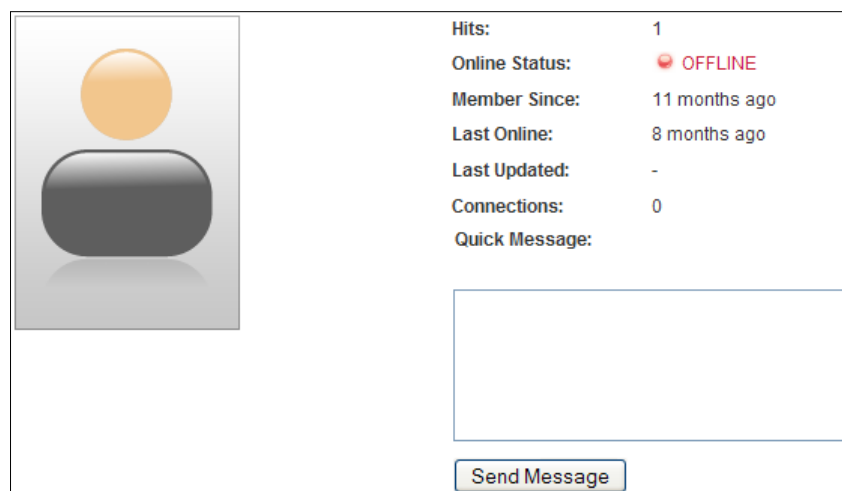 Hits: 1
Online Status: OFFLINE
Member Since: 11 months ago
Last Online: 8 months ago
Last Updated: -
Connections: 0
Quick Message:
Send Message